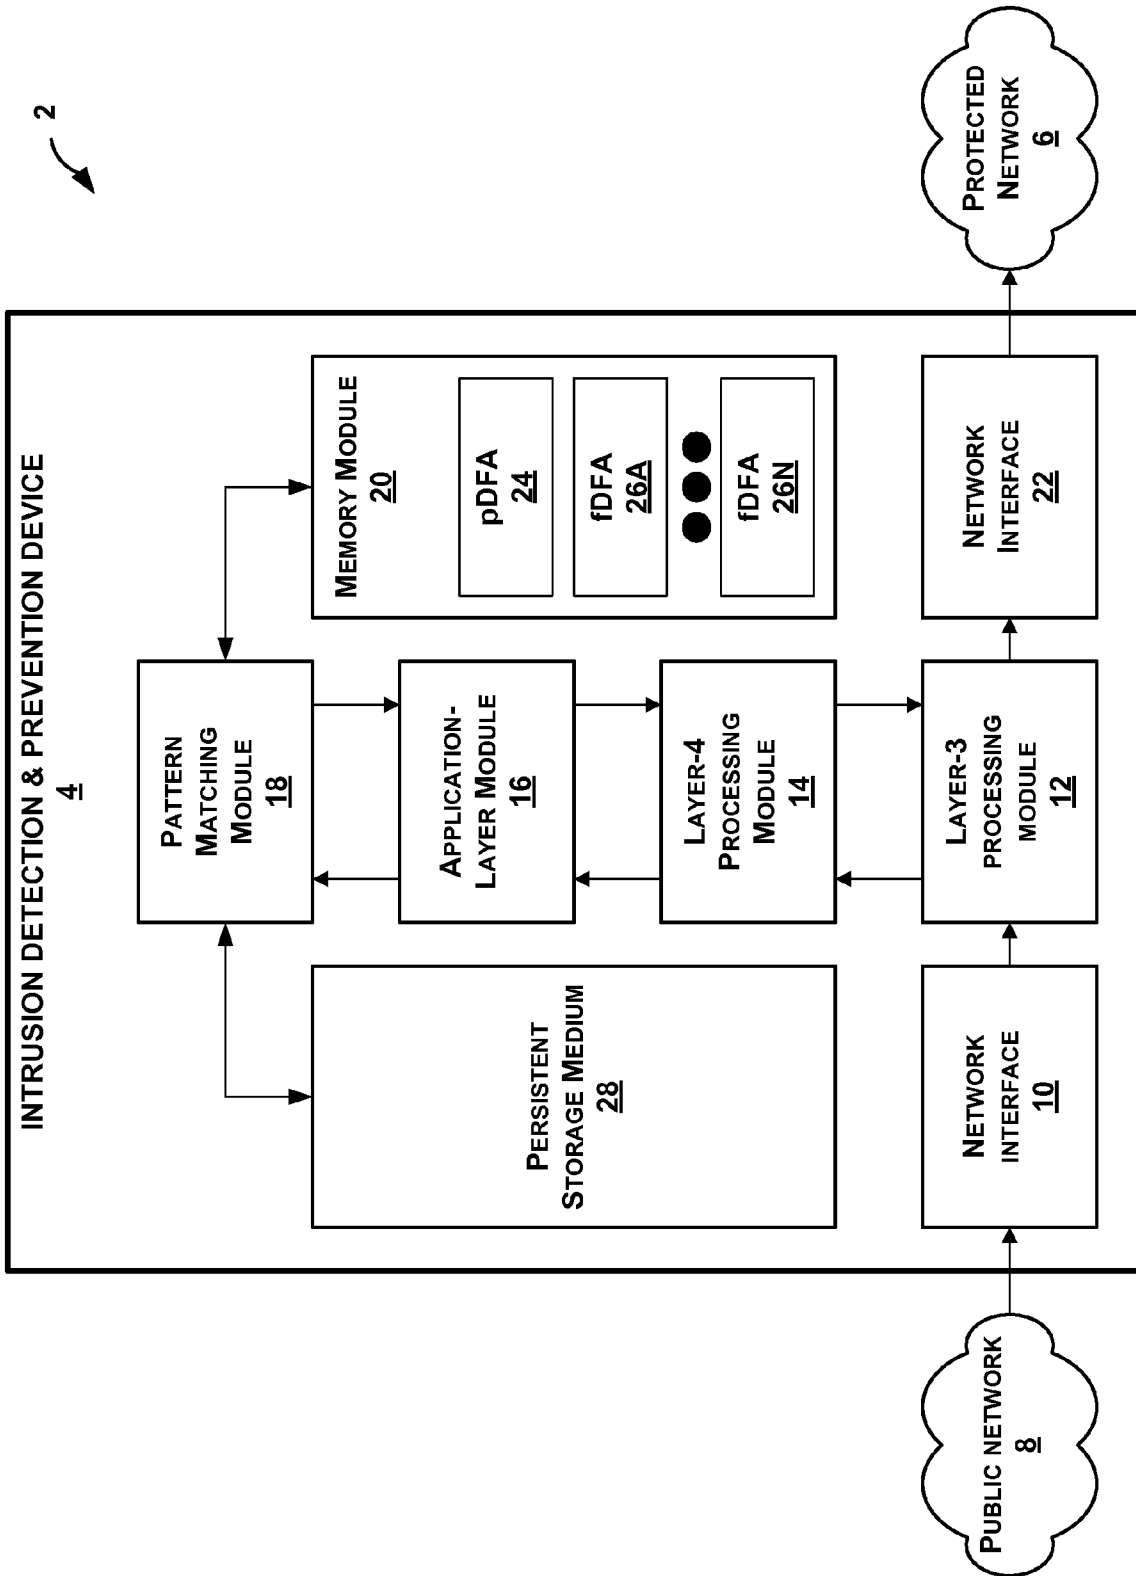 2
INTRUSION DETECTION & PREVENTION DEVICE
4
PATTERN
MATCHING
MODULE
18
PERSISTENT
STORAGE MEDIUM
28
APPLICATION-
LAYER MODULE
16
LAYER-4
PROCESSING
MODULE
14
MEMORY MODULE
20
pDFA
24
fDFA
26A
fDFA
26N
PUBLIC NETWORK
8
NETWORK
INTERFACE
10
LAYER-3
PROCESSING
MODULE
12
NETWORK
INTERFACE
22
PROTECTED
NETWORK
6